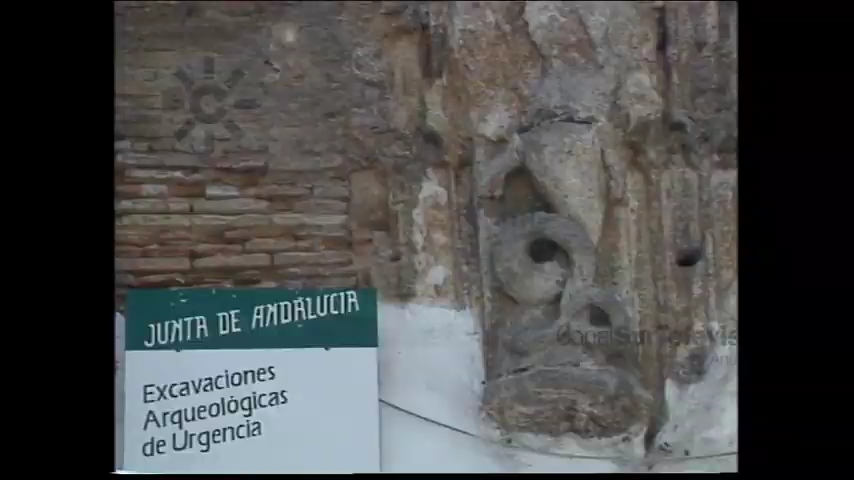 JUNTA DE ANDALUCIA
Excavaciones
Arqueológicas
de Urgencia